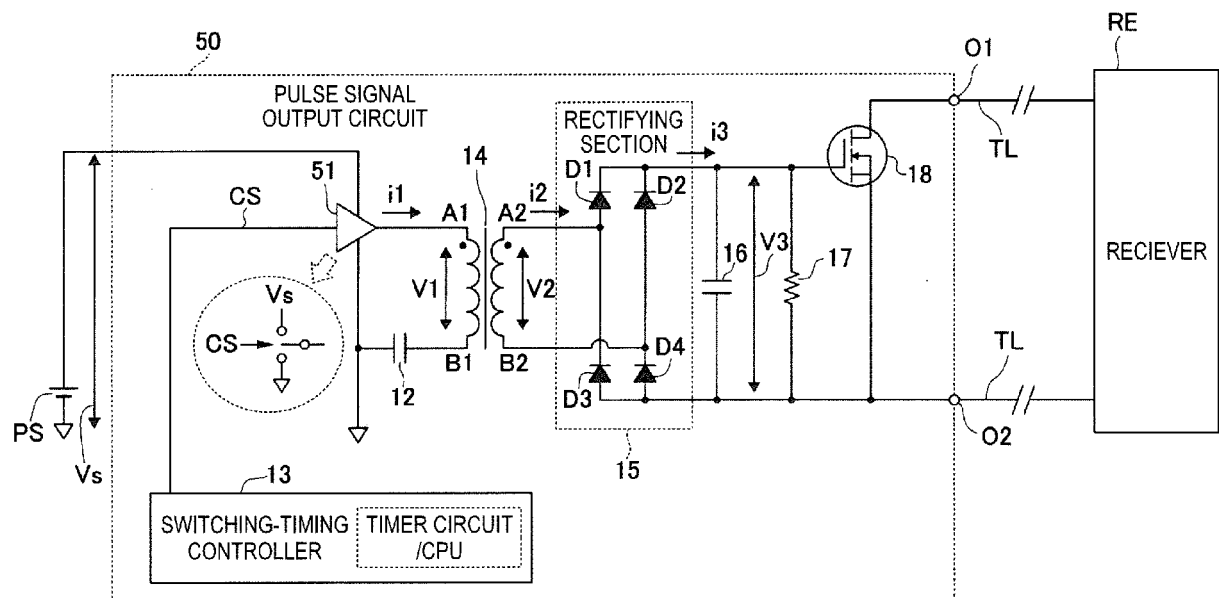 50
PULSE SIGNAL
OUTPUT CIRCUIT
RECTIFYING
SECTION
i3
O1
RE
TL
18
51
CS
i1
14
i2
D1
D2
A1
A2
V1
V2
16
V3
17
RECIEVER
Vs
CS
B1
B2
12
D3
D4
TL
PS
Vs
15
O2
13
SWITCHING-TIMING
CONTROLLER
TIMER CIRCUIT
/CPU